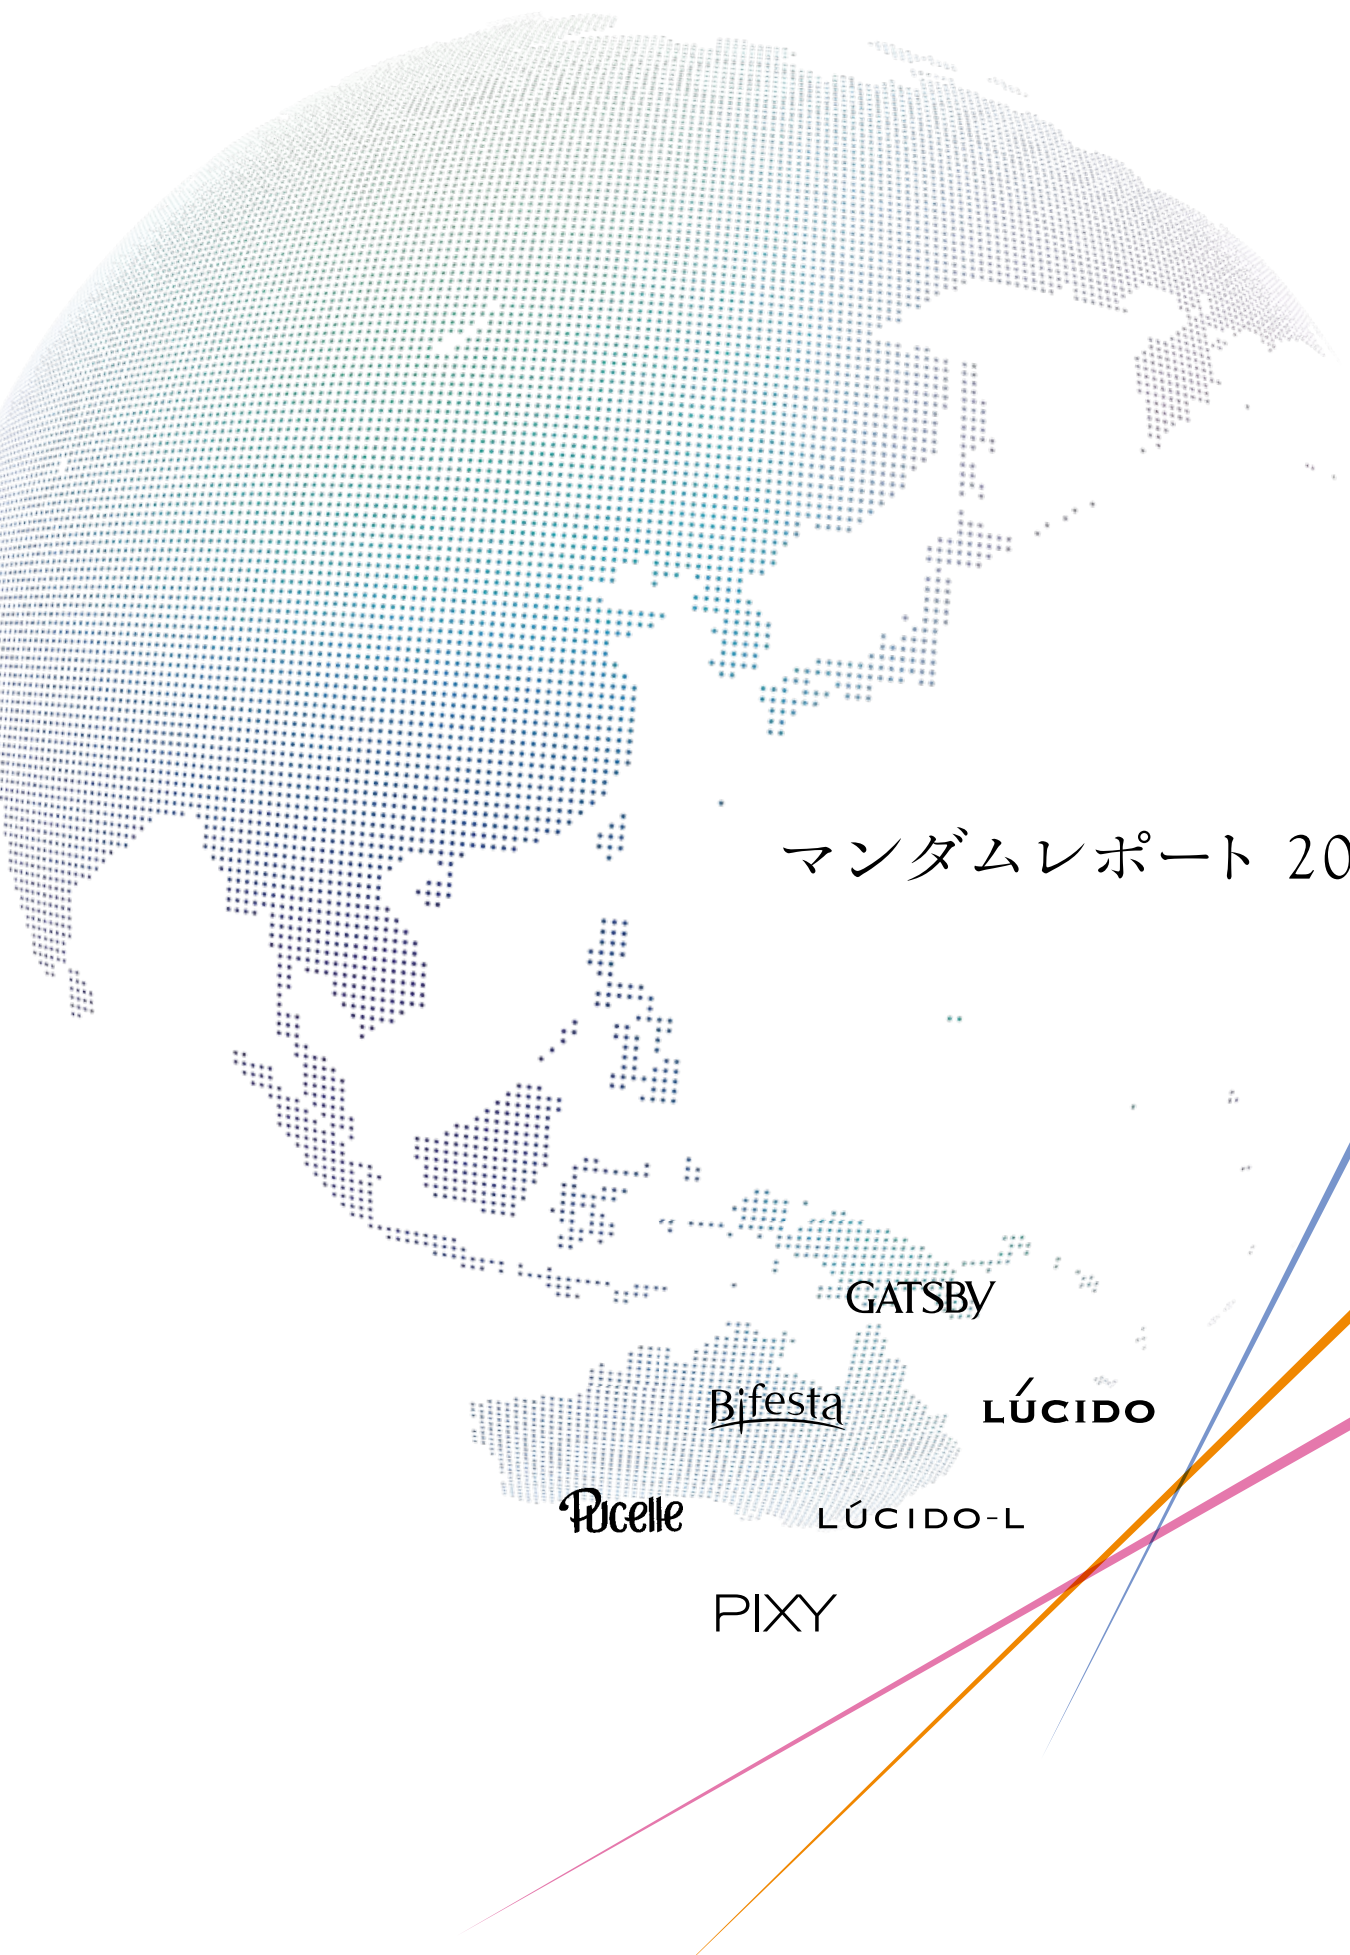 マンダムレポート 20
GATSBY
Bifesta
LÚCIDO
Pucelle
LÚCIDO-L
PIXY